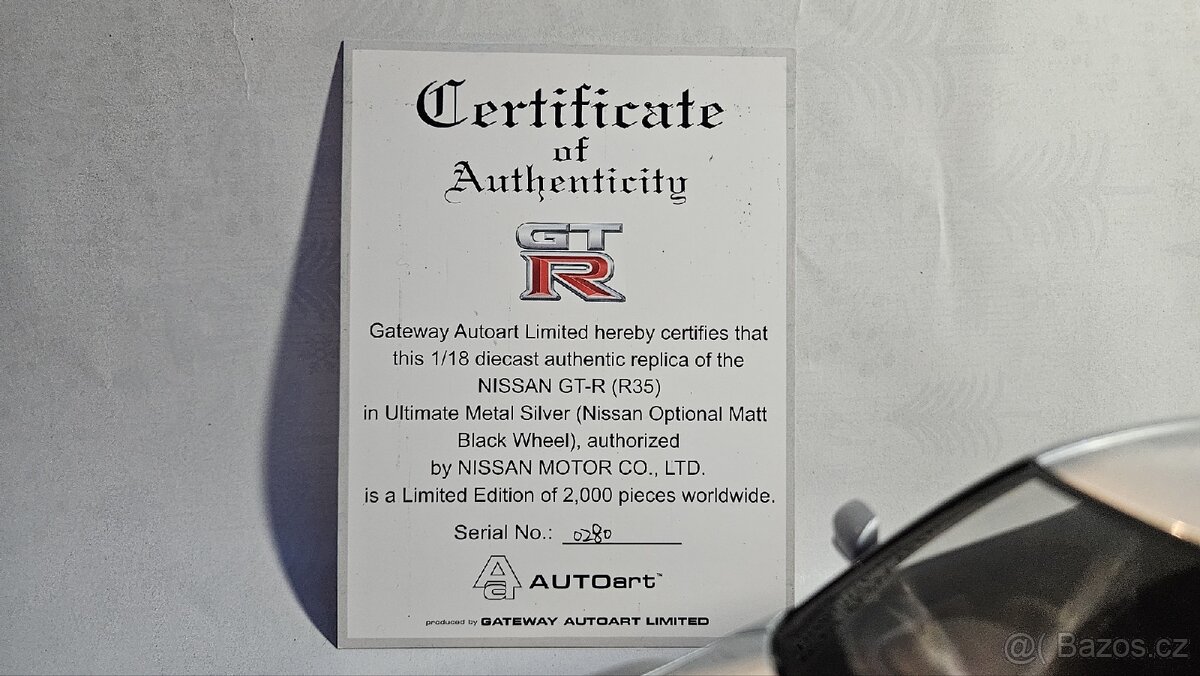 Certificate
of
Authenticity
GT
R
Gateway Autoart Limited hereby certifies that
this 1/18 diecast authentic replica of the
NISSAN GT-R (R35)
in Ultimate Metal Silver (Nissan Optional Matt
Black Wheel), authorized
by NISSAN MOTOR CO., LTD.
is a Limited Edition of 2,000 pieces worldwide.
Serial No.: 0280
Aa AUTOart™
produced by GATEWAY AUTOART LIMITED
@( Bazos.cz